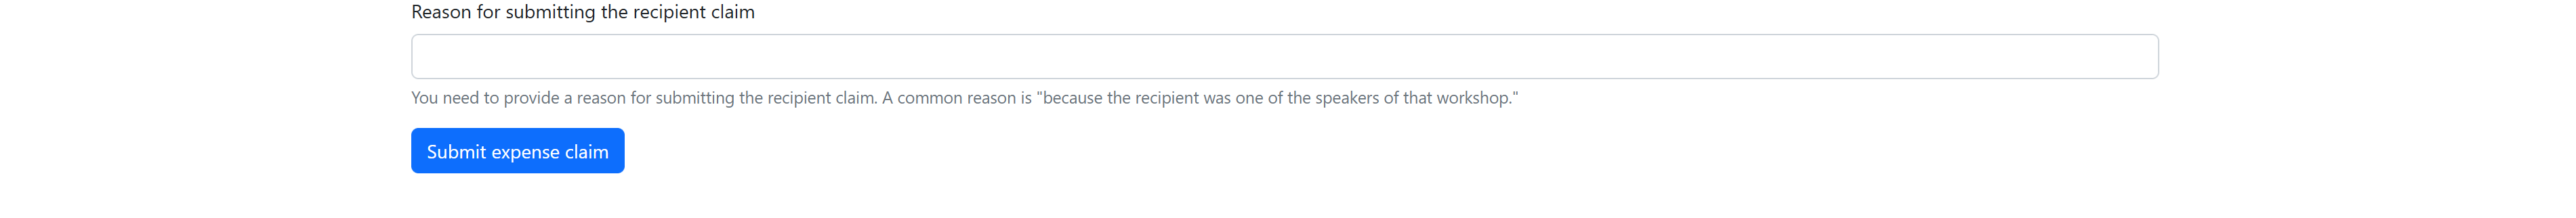 Reason for submitting the recipient claim
You need to provide a reason for submitting the recipient claim. A common reason is "because the recipient was one of the speakers of that workshop."
Submit expense claim